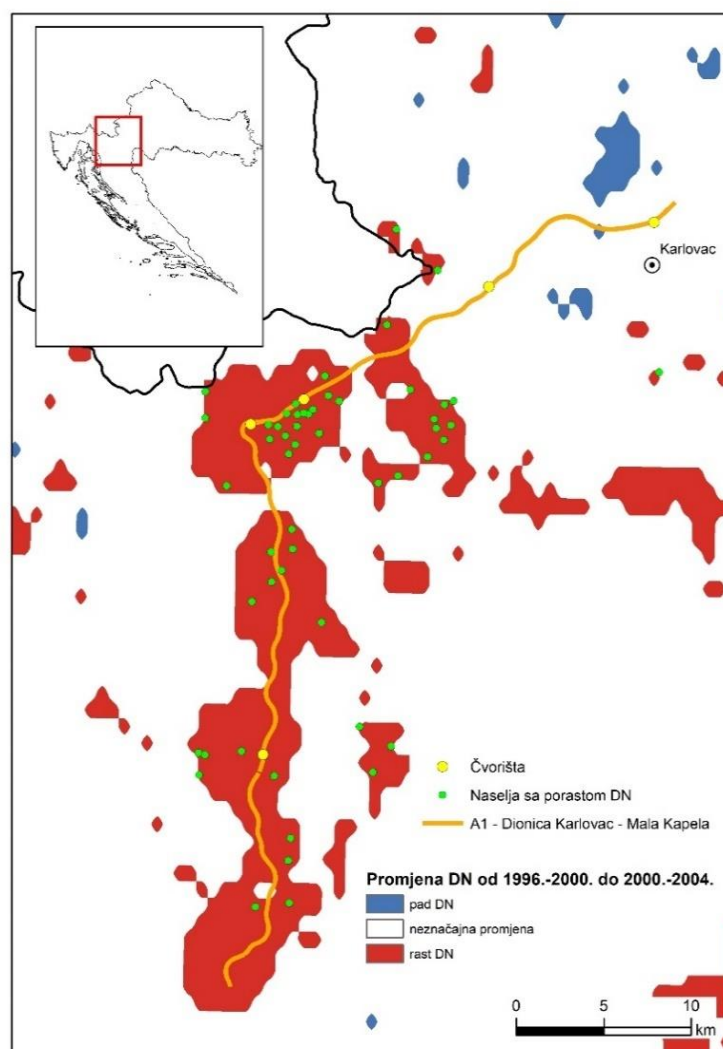 Karlovac
Čvorišta
Naselja sa porastom DN
A1 - Dionica Karlovac - Mala Kapela
Promjena DN od 1996.-2000. do 2000.-2004.
pad DN
neznačajna promjena
rast DN
0 5 10
km